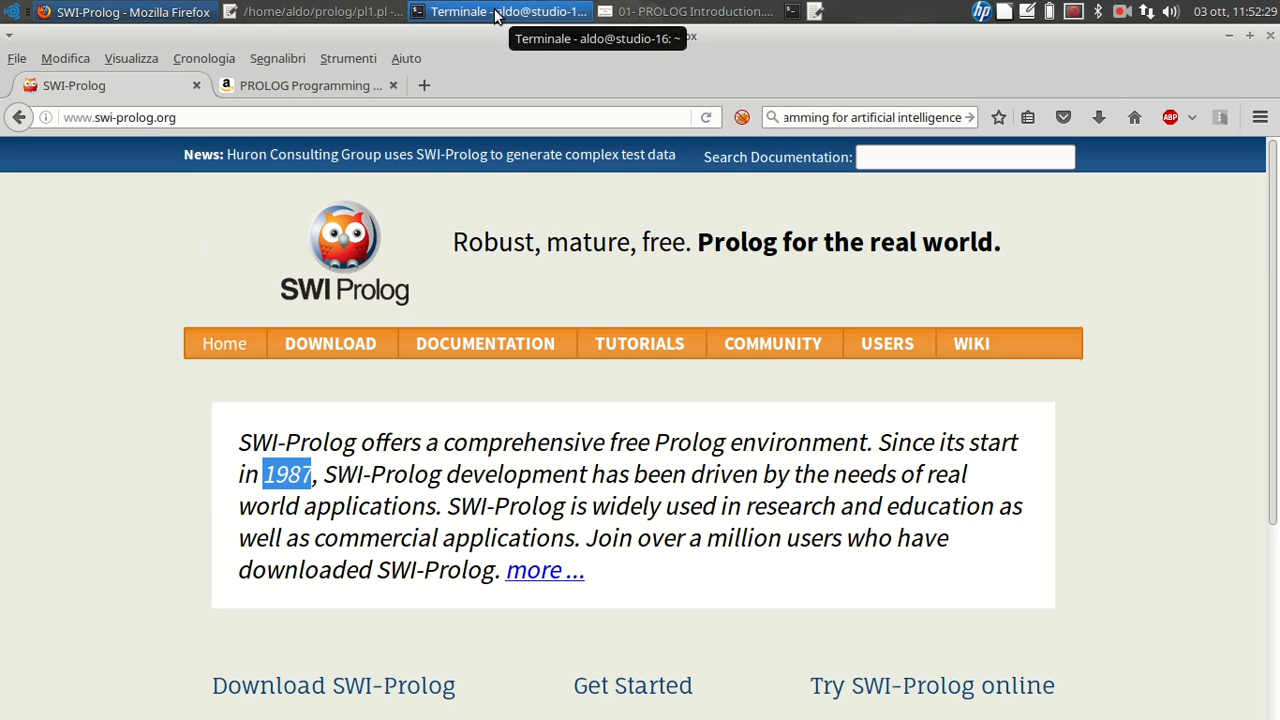 SWI-Prolog - Mozilla Firefox
/home/aldo/prolog/pl1.pl -...
Terminale - aldo@studio-1...
01- PROLOG Introduction....
03 ott, 11:52:29
Terminale - aldo@studio-16: ~
File Modifica Visualizza Cronologia Segnalibri Strumenti Aiuto
SWI-Prolog
PROLOG Programming ...
www.swi-prolog.org
amming for artificial intelligence
ABP
News: Huron Consulting Group uses SWI-Prolog to generate complex test data
Search Documentation:
SWI Prolog
Robust, mature, free. Prolog for the real world.
Home DOWNLOAD DOCUMENTATION TUTORIALS COMMUNITY USERS WIKI
SWI-Prolog offers a comprehensive free Prolog environment. Since its start
in 1987, SWI-Prolog development has been driven by the needs of real
world applications. SWI-Prolog is widely used in research and education as
well as commercial applications. Join over a million users who have
downloaded SWI-Prolog. more ...
Download SWI-Prolog
Get Started
Try SWI-Prolog online